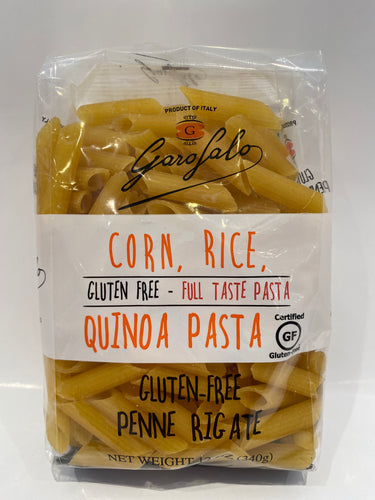 PRODUCT OF ITALY
G
Garofalo
CORN, RICE,
GLUTEN FREE - FULL TASTE PASTA
QUINOA PASTA
Certified
GF
Gluten-Free
GLUTEN-FREE
PENNE RIGATE
NET WEIGHT 12 (340g)